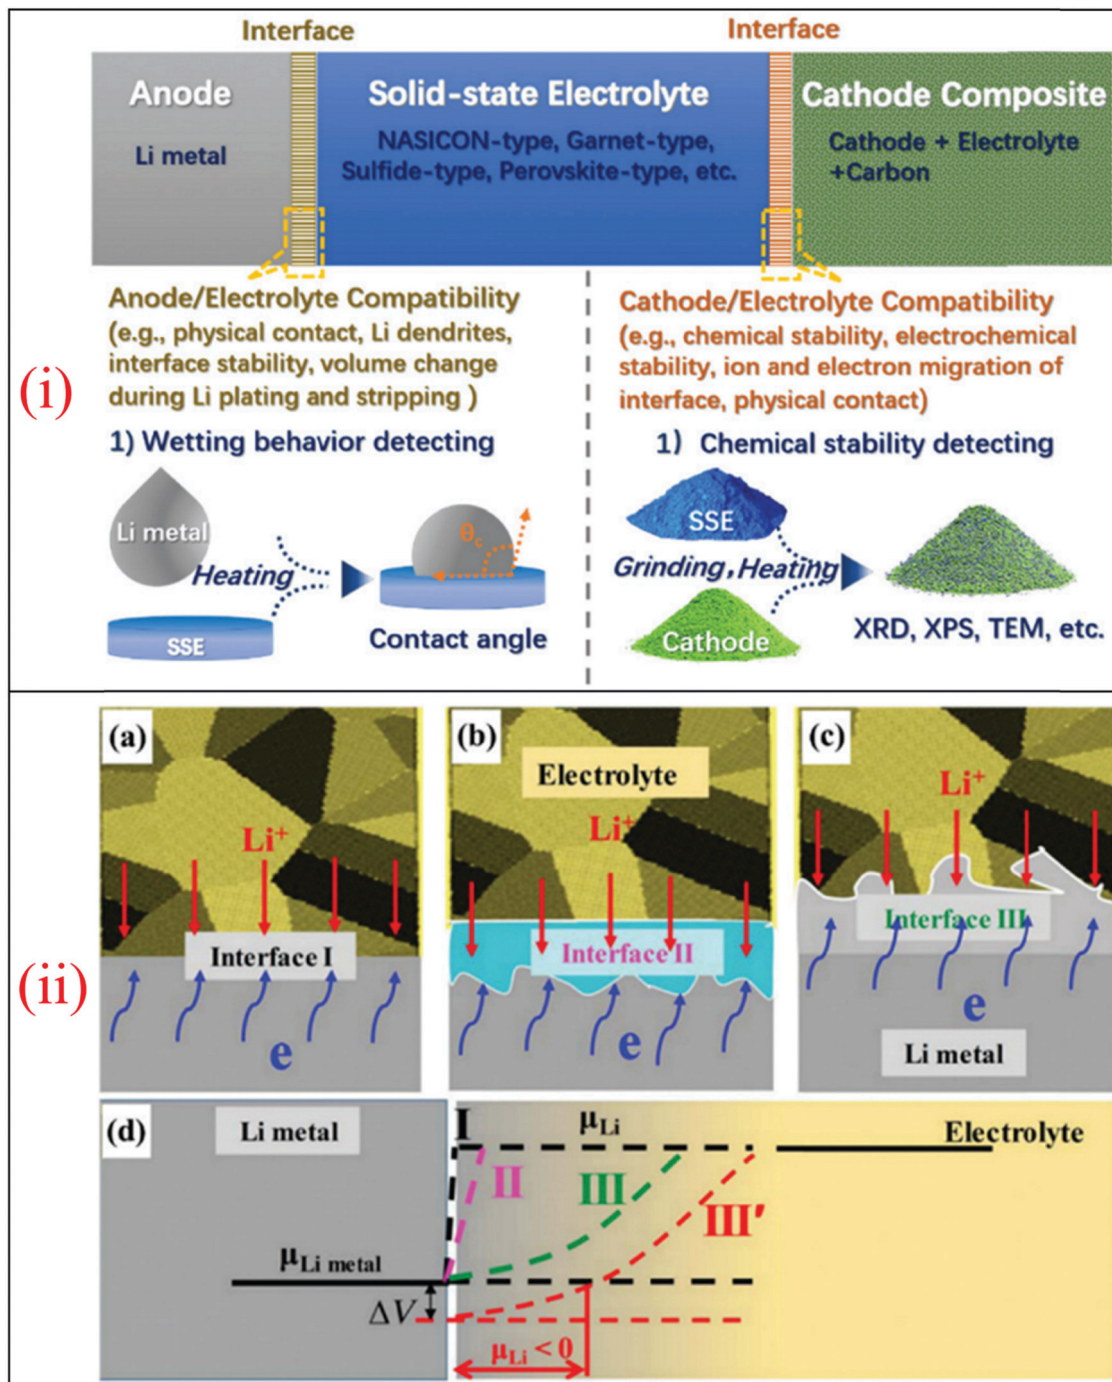 Interface
Interface
Anode
Li metal
Solid-state Electrolyte
NASICON-type, Garnet-type,
Sulfide-type, Perovskite-type, etc.
Cathode Composite
Cathode + Electrolyte
+Carbon
(i)
Anode/Electrolyte Compatibility
(e.g., physical contact, Li dendrites,
interface stability, volume change
during Li plating and stripping )
1) Wetting behavior detecting
Li metal
Heating
SSE
θc
Contact angle
Cathode/Electrolyte Compatibility
(e.g., chemical stability, electrochemical
stability, ion and electron migration of
interface, physical contact)
1) Chemical stability detecting
SSE
Grinding, Heating
Cathode
XRD, XPS, TEM, etc.
(ii)
(a)
Li⁺
Interface I
e
(b)
Electrolyte
Li⁺
Interface II
e
(c)
Li⁺
Interface III
e
Li metal
(d)
Li metal
I
μLi
Electrolyte
II
III
III′
μLi metal
ΔV
μLi < 0